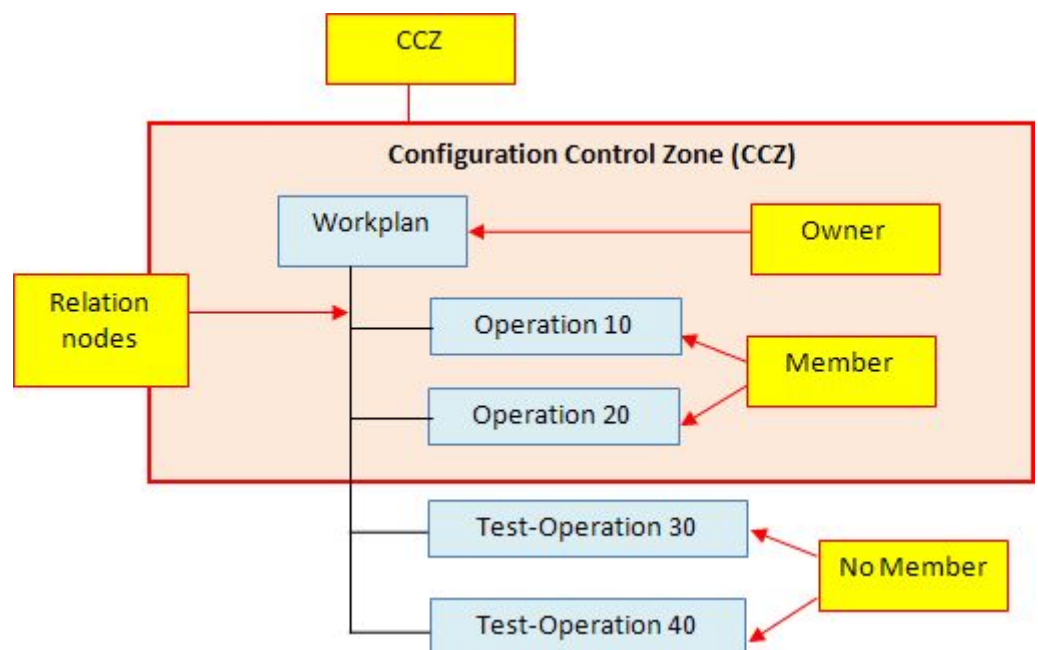 CCZ
Configuration Control Zone (CCZ)
Workplan
Owner
Relation
nodes
Operation 10
Member
Operation 20
Test-Operation 30
No Member
Test-Operation 40